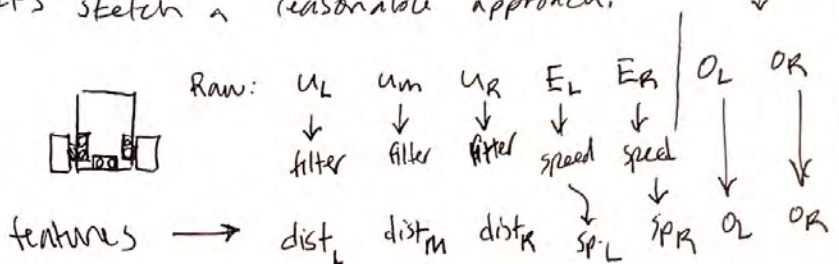 sketch a reasonable approach.
Raw: UL Um UR EL ER OL OR
filter filter filter speed speed
features → distL distM distR sp.L spR OL OR